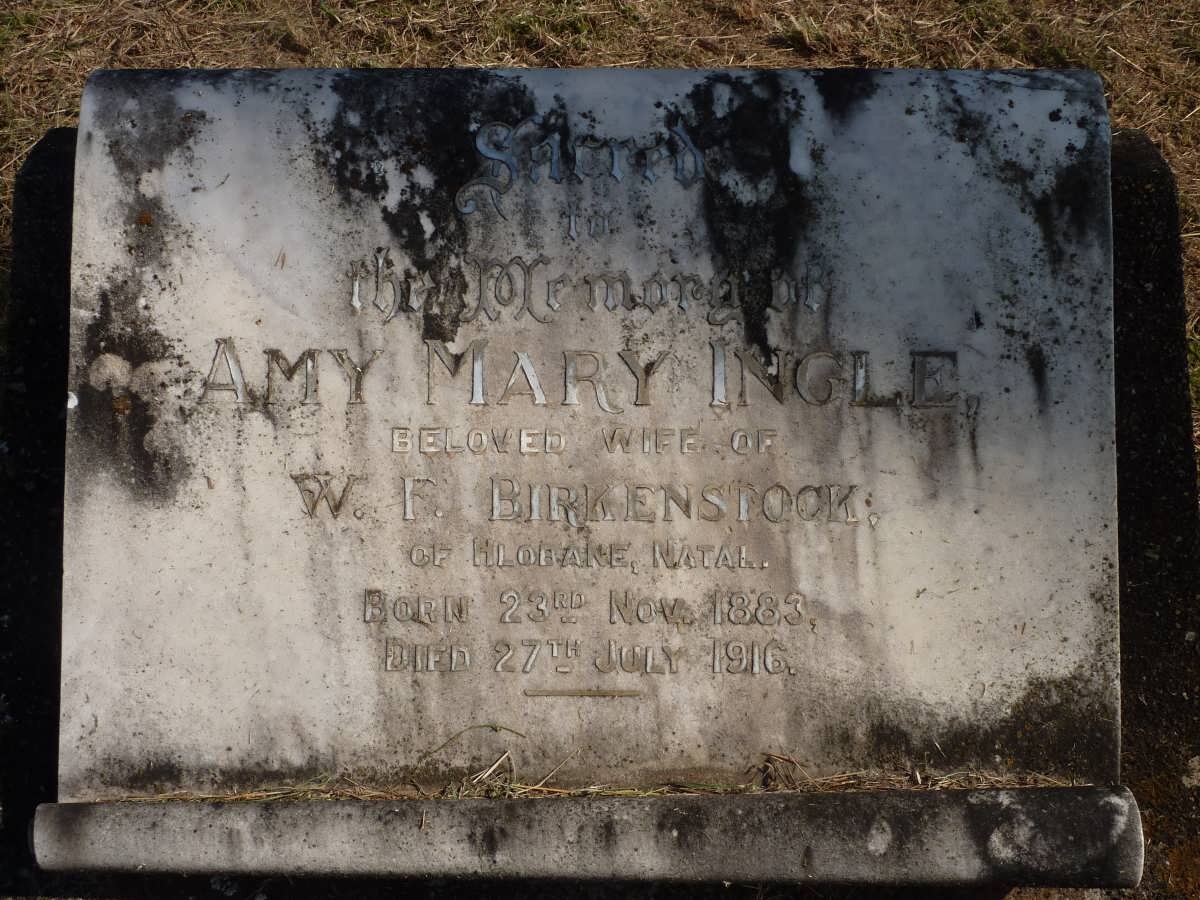 Sacred
to
the Memory of
AMY MARY INGLE,
BELOVED WIFE OF
W. F. BIRKENSTOCK,
OF HLOBANE, NATAL.
BORN 23RD NOV. 1883,
DIED 27TH JULY 1916.